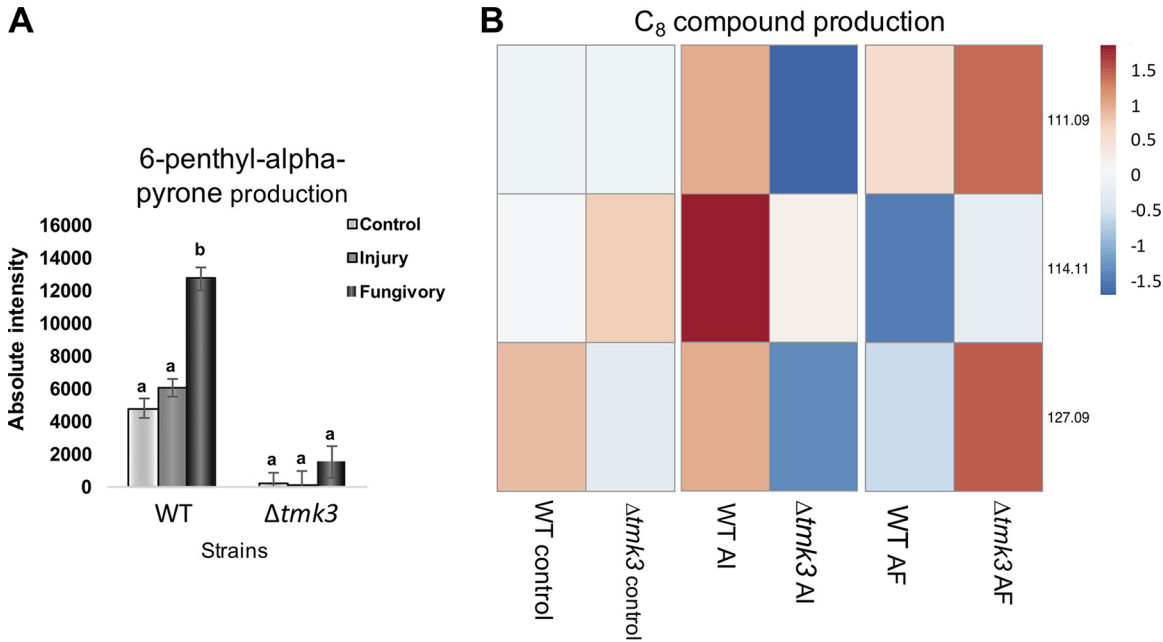 A
6-penthyl-alpha-
pyrone production
Control
Injury
Fungivory
Absolute intensity
16000
14000
12000
10000
8000
6000
4000
2000
0
a
a
b
a
a
a
WT
Δtmk3
Strains
B
C₈ compound production
111.09
114.11
127.09
1.5
1
0.5
0
-0.5
-1
-1.5
WT control
Δtmk3 control
WT AI
Δtmk3 AI
WT AF
Δtmk3 AF